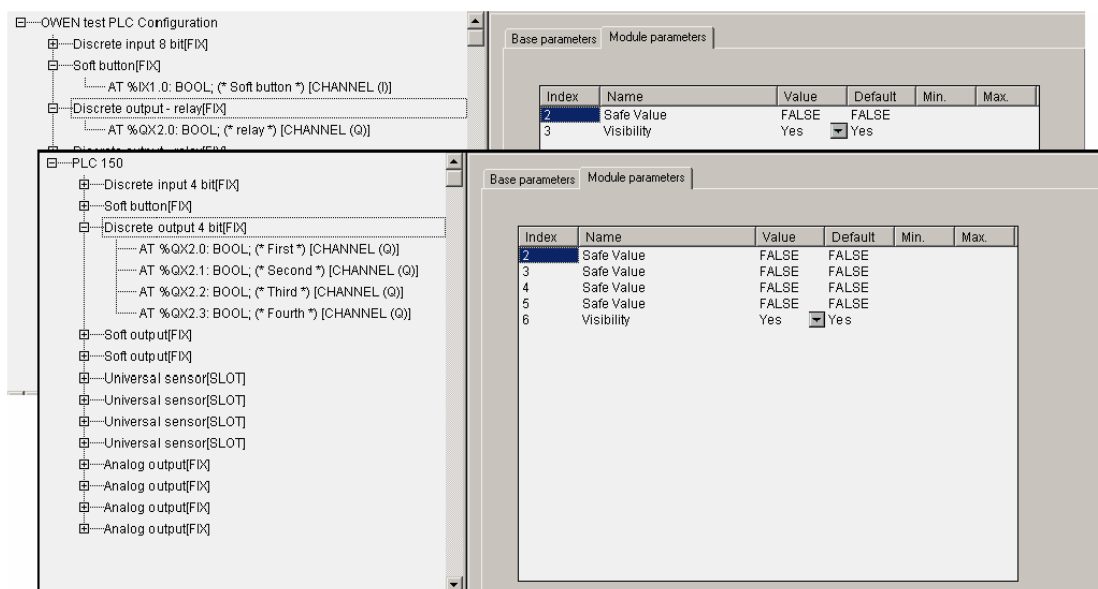 OWEN test PLC Configuration
Discrete input 8 bit[FIX]
Soft button[FIX]
AT %IX1.0: BOOL; (* Soft button *) [CHANNEL (I)]
Discrete output - relay[FIX]
AT %QX2.0: BOOL; (* relay *) [CHANNEL (Q)]
Discrete output - relay[FIX]
Base parameters Module parameters
Index Name Value Default Min. Max.
2 Safe Value FALSE FALSE
3 Visibility Yes Yes
PLC 150
Discrete input 4 bit[FIX]
Soft button[FIX]
Discrete output 4 bit[FIX]
AT %QX2.0: BOOL; (* First *) [CHANNEL (Q)]
AT %QX2.1: BOOL; (* Second *) [CHANNEL (Q)]
AT %QX2.2: BOOL; (* Third *) [CHANNEL (Q)]
AT %QX2.3: BOOL; (* Fourth *) [CHANNEL (Q)]
Soft output[FIX]
Soft output[FIX]
Universal sensor[SLOT]
Universal sensor[SLOT]
Universal sensor[SLOT]
Universal sensor[SLOT]
Analog output[FIX]
Analog output[FIX]
Analog output[FIX]
Analog output[FIX]
Base parameters Module parameters
Index Name Value Default Min. Max.
2 Safe Value FALSE FALSE
3 Safe Value FALSE FALSE
4 Safe Value FALSE FALSE
5 Safe Value FALSE FALSE
6 Visibility Yes Yes